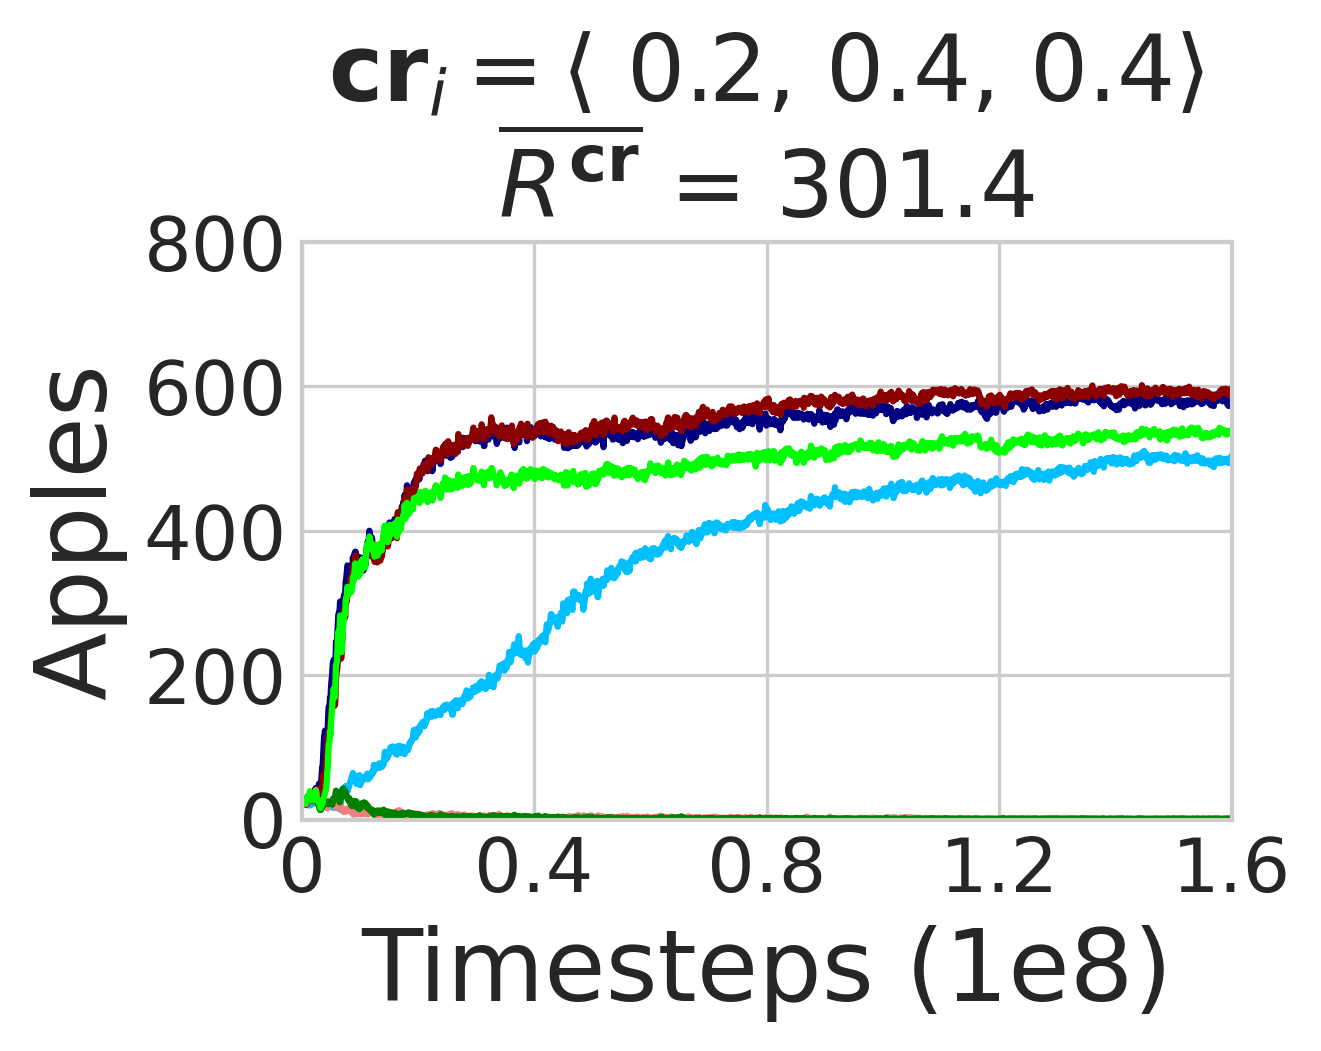 cr_i = ⟨ 0.2, 0.4, 0.4⟩
R^cr = 301.4
800
600
400
200
0
Apples
0 0.4 0.8 1.2 1.6
Timesteps (1e8)